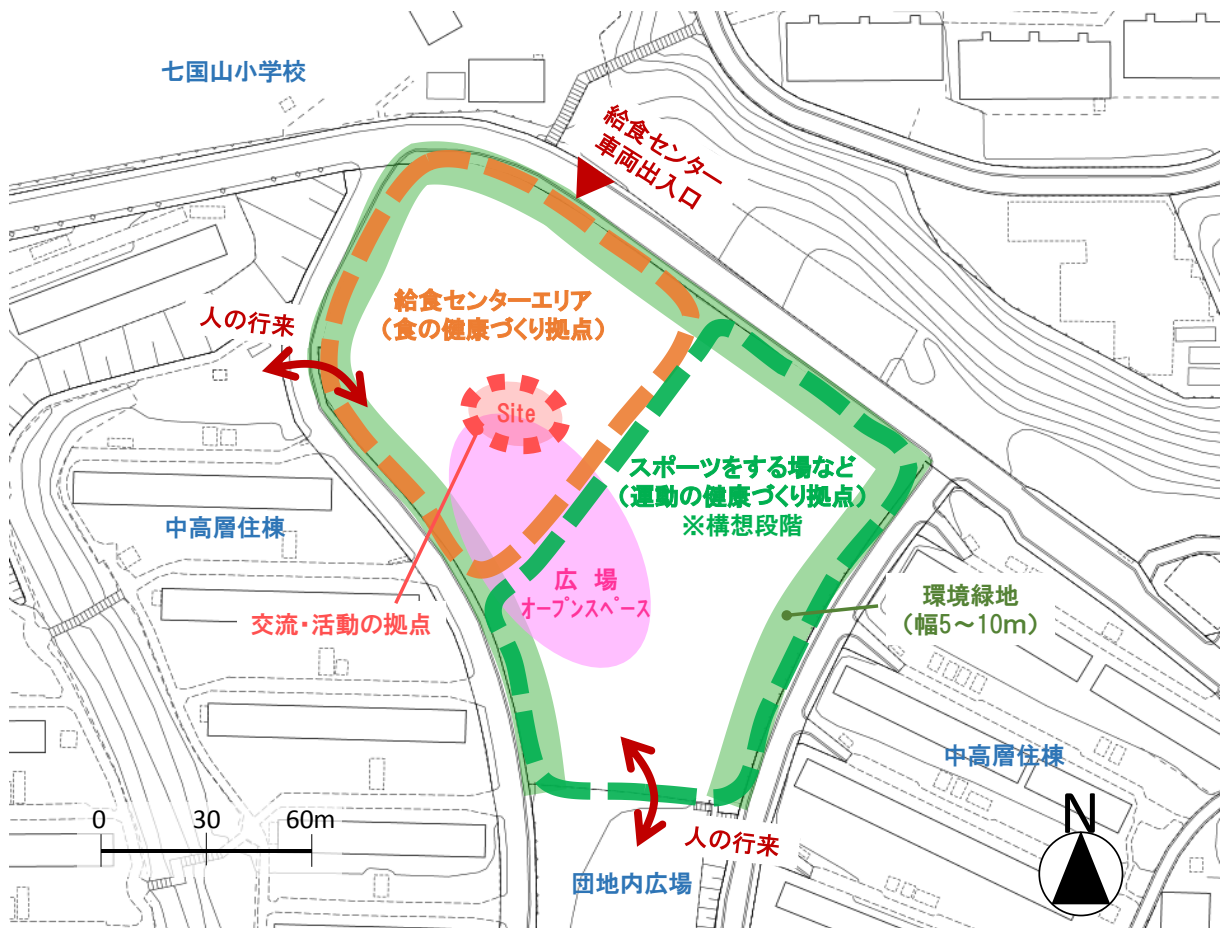 七国山小学校
給食センター
車両出入口
給食センターエリア
（食の健康づくり拠点）
人の行来
Site
スポーツをする場など
（運動の健康づくり拠点）
※構想段階
中高層住棟
広 場
オープンスペース
環境緑地
（幅5～10m）
交流・活動の拠点
中高層住棟
0 30 60m
人の行来
団地内広場
N